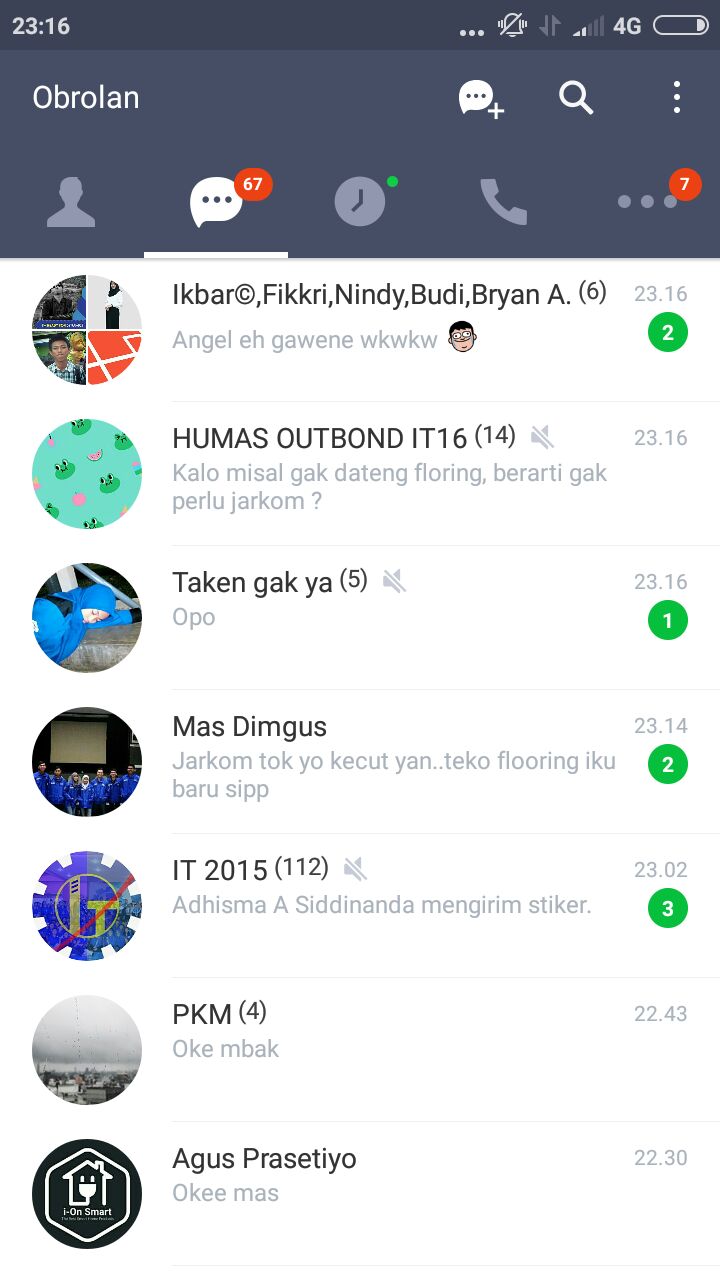 23:16
4G
Obrolan
67
7
Ikbar©,Fikkri,Nindy,Budi,Bryan A. (6)
23.16
Angel eh gawene wkwkw
2
HUMAS OUTBOND IT16 (14)
23.16
Kalo misal gak dateng floring, berarti gak
perlu jarkom ?
Taken gak ya (5)
23.16
Opo
1
Mas Dimgus
23.14
Jarkom tok yo kecut yan..teko flooring iku
baru sipp
2
IT 2015 (112)
23.02
Adhisma A Siddinanda mengirim stiker.
3
PKM (4)
22.43
Oke mbak
Agus Prasetiyo
22.30
Okee mas
i-On Smart